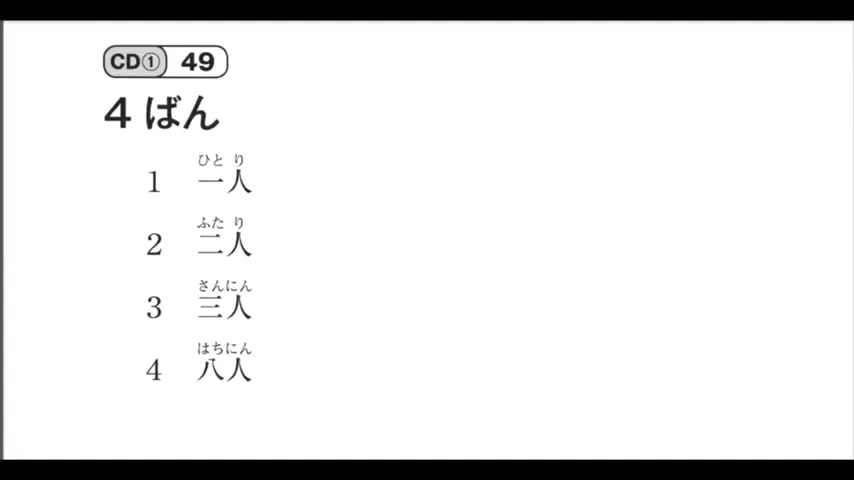 CD① 49
4 ばん
ひとり
1 一人
ふたり
2 二人
さんにん
3 三人
はちにん
4 八人